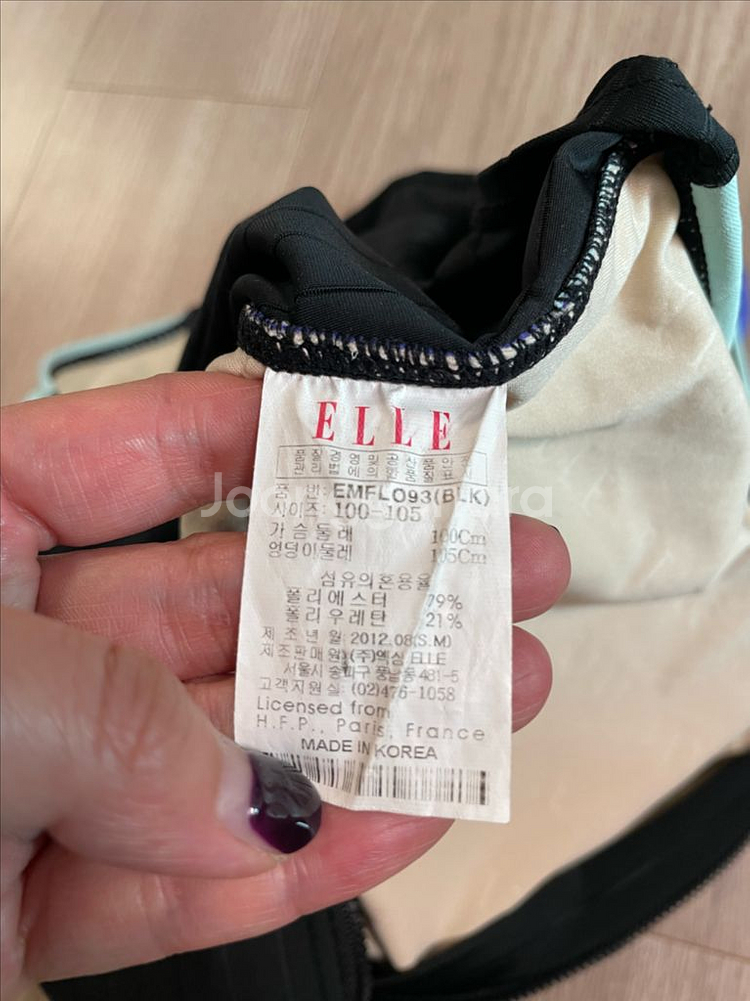 ELLE
품질경영및공산품안전
관리법에의한품질표시
품 번: EMFLO93(BLK)
사이즈: 100-105
가슴둘레 100Cm
엉덩이둘레 105Cm
섬유의혼용율
폴리에스터 79%
폴리우레탄 21%
제조년월 2012.08(S.M)
제조판매원 (주)엑심 ELLE
서울시 송파구 풍납동 481-5
고객지원실: (02)476-1058
Licensed from
H.F.P., Paris, France
MADE IN KOREA